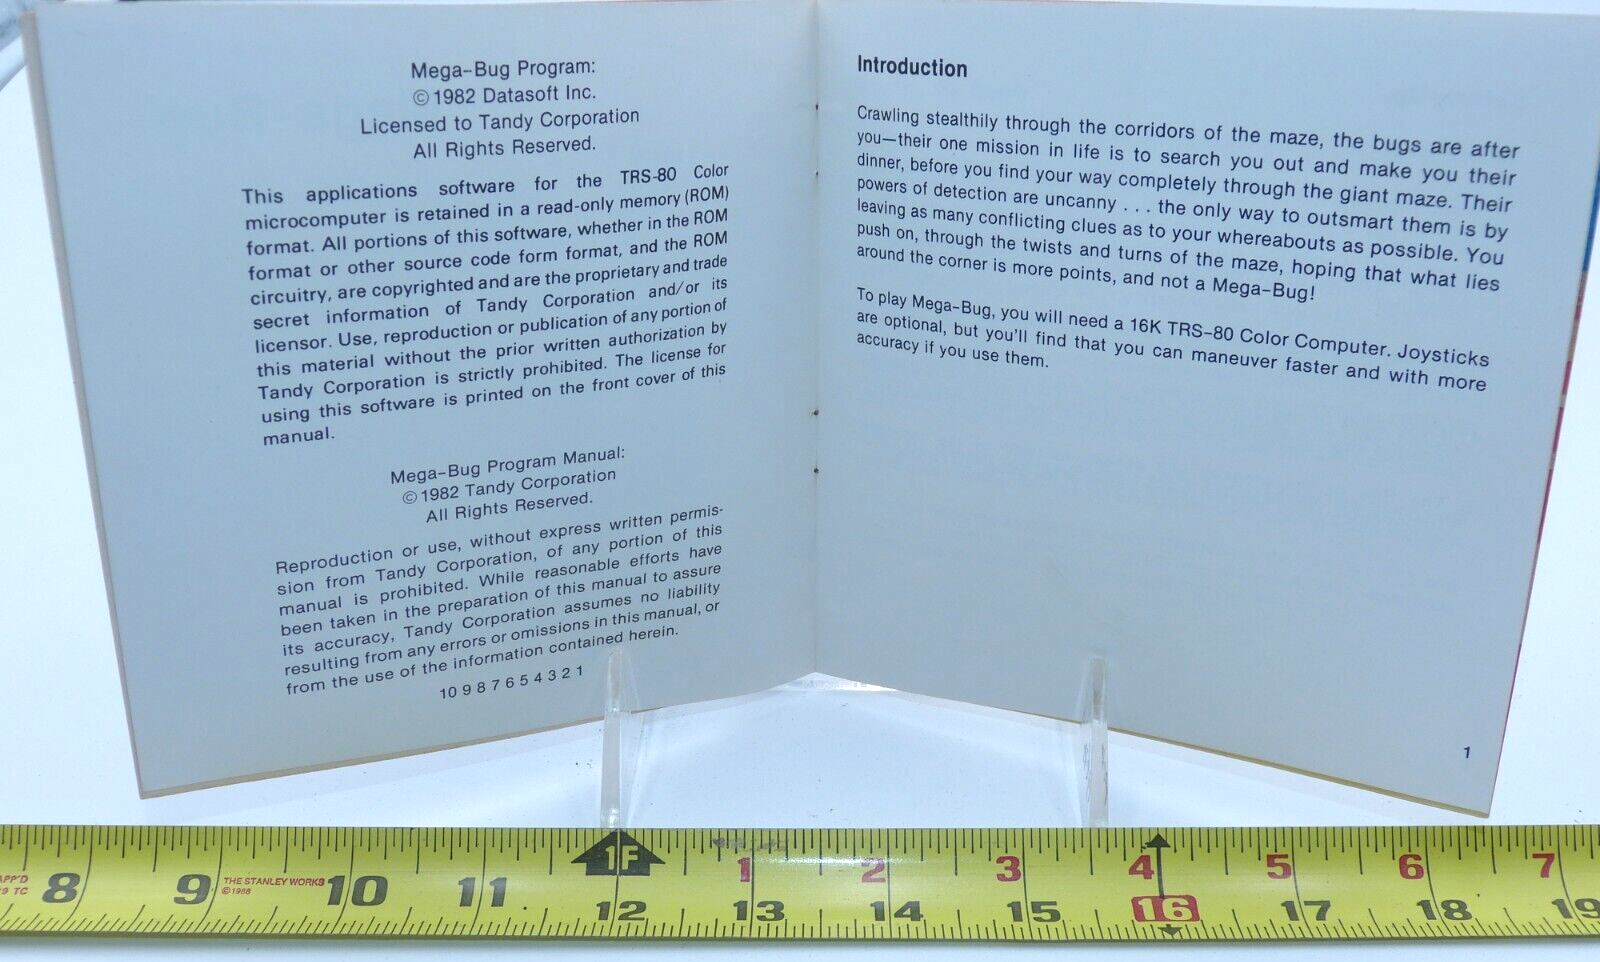 Mega-Bug Program:
© 1982 Datasoft Inc.
Licensed to Tandy Corporation
All Rights Reserved.
This applications software for the TRS-80 Color
microcomputer is retained in a read-only memory (ROM)
format. All portions of this software, whether in the ROM
format or other source code form format, and the ROM
circuitry, are copyrighted and are the proprietary and trade
secret information of Tandy Corporation and/or its
licensor. Use, reproduction or publication of any portion of
this material without the prior written authorization by
Tandy Corporation is strictly prohibited. The license for
using this software is printed on the front cover of this
manual.
Mega-Bug Program Manual:
© 1982 Tandy Corporation
All Rights Reserved.
Reproduction or use, without express written permis-
sion from Tandy Corporation, of any portion of this
manual is prohibited. While reasonable efforts have
been taken in the preparation of this manual to assure
its accuracy, Tandy Corporation assumes no liability
resulting from any errors or omissions in this manual, or
from the use of the information contained herein.
10 9 8 7 6 5 4 3 2 1
Introduction
Crawling stealthily through the corridors of the maze, the bugs are after
you—their one mission in life is to search you out and make you their
dinner, before you find your way completely through the giant maze. Their
powers of detection are uncanny . . . the only way to outsmart them is by
leaving as many conflicting clues as to your whereabouts as possible. You
push on, through the twists and turns of the maze, hoping that what lies
around the corner is more points, and not a Mega-Bug!
To play Mega-Bug, you will need a 16K TRS-80 Color Computer. Joysticks
are optional, but you'll find that you can maneuver faster and with more
accuracy if you use them.
1
1F 1 2 3 4 5 6 7
APP'D
9 TC
8 9
THE STANLEY WORKS
©1988
10 11 12 13 14 15 16 17 18 19